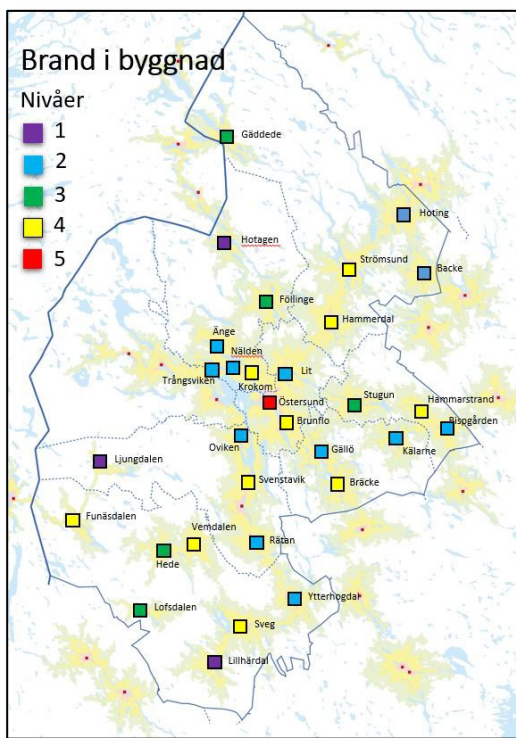 Brand i byggnad
Nivåer
1
2
3
4
5
Gäddede
Hoting
Hotagen
Strömsund
Backe
Föllinge
Hammerdal
Änge
Nälden
Trångsviken
Krokom
Lit
Östersund
Stugun
Hammarstrand
Brunflo
Bispgården
Oviken
Gällö
Kälarne
Ljungdalen
Svenstavik
Bräcke
Funäsdalen
Vemdalen
Hede
Rätan
Ytterhogdal
Lofsdalen
Sveg
Lillhärdal